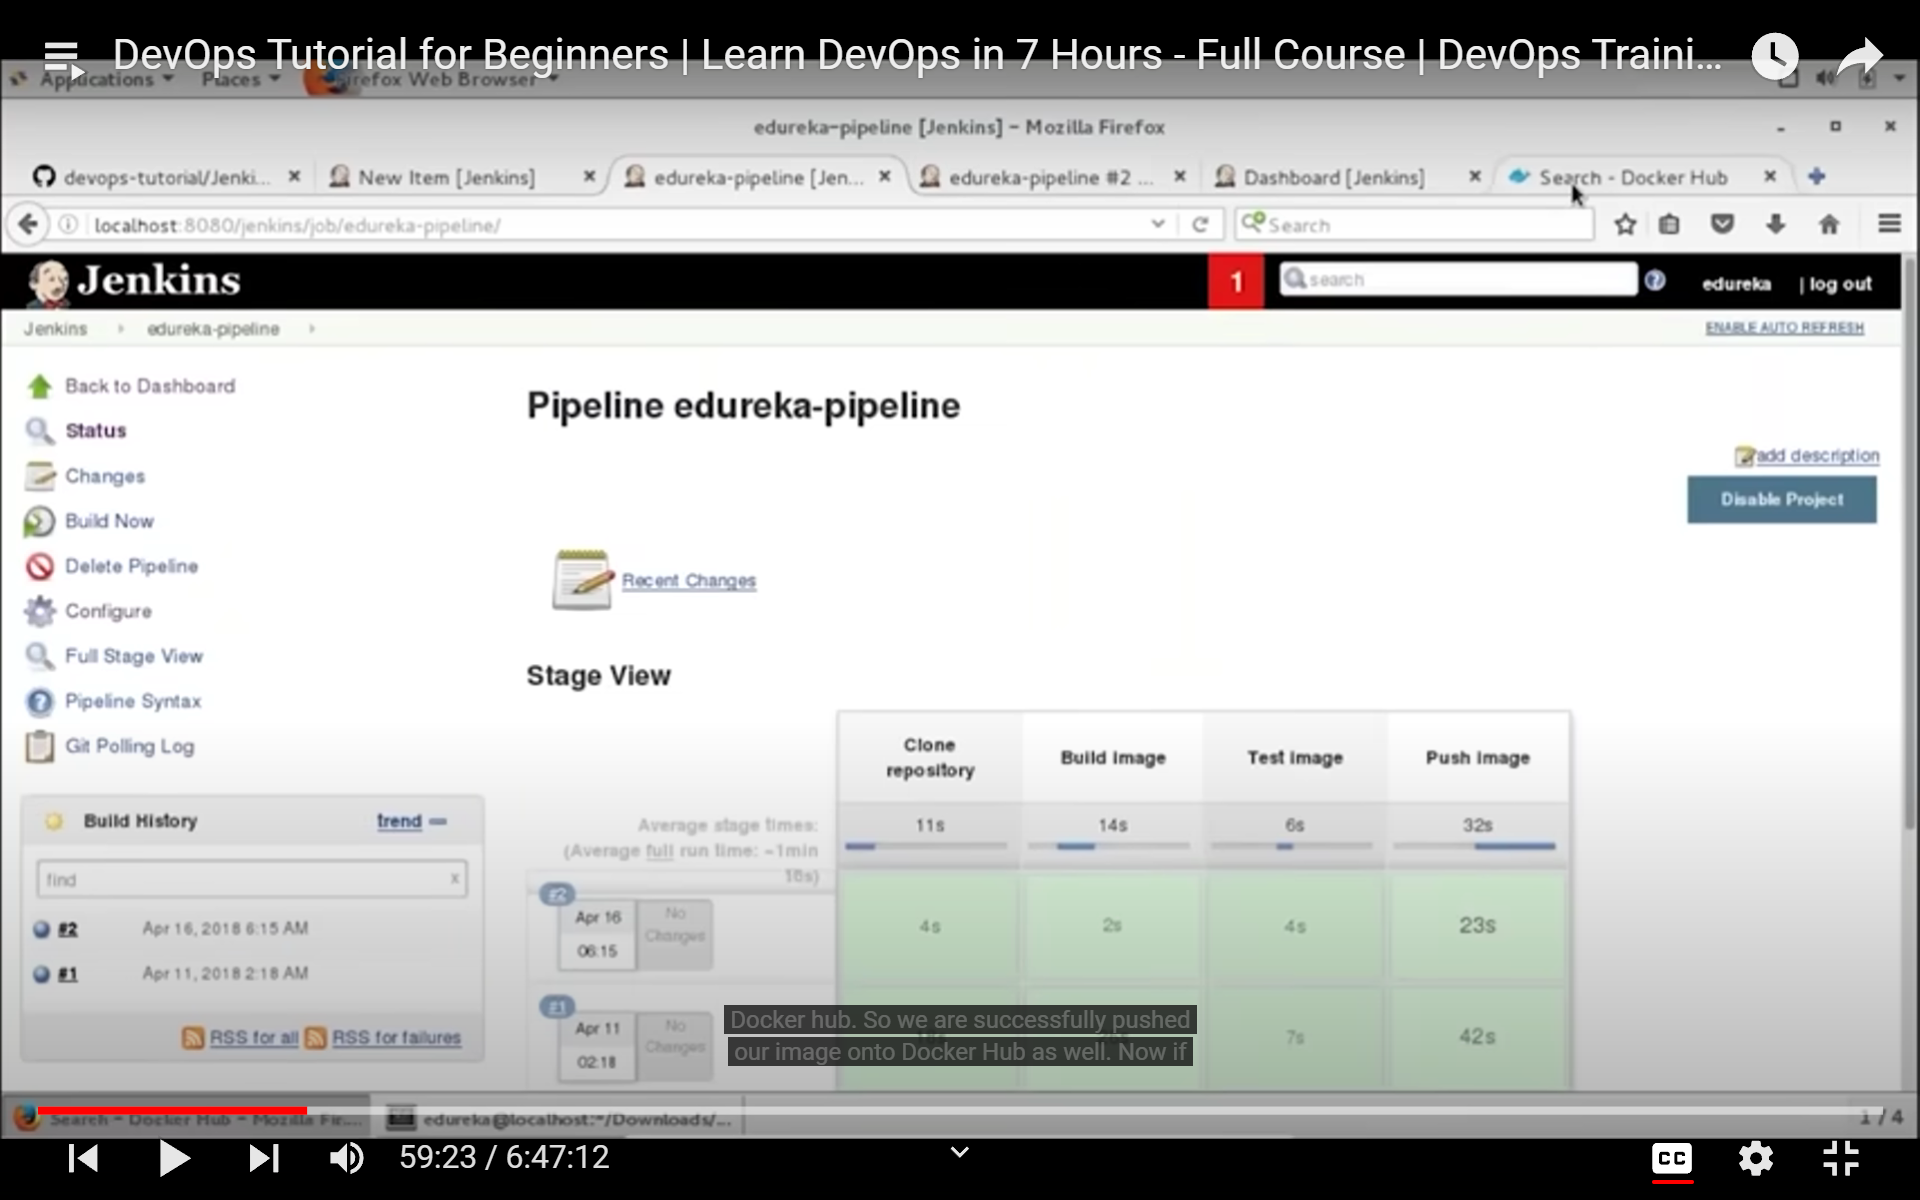 DevOps Tutorial for Beginners | Learn DevOps in 7 Hours - Full Course | DevOps Traini...
Applications Places Firefox Web Browser
edureka-pipeline [Jenkins] - Mozilla Firefox
devops-tutorial/Jenki... New Item [Jenkins] edureka-pipeline [Jen... edureka-pipeline #2 ... Dashboard [Jenkins] Search - Docker Hub
localhost:8080/jenkins/job/edureka-pipeline/ Search
Jenkins 1 search edureka | log out
Jenkins edureka-pipeline ENABLE AUTO REFRESH
Back to Dashboard
Status
Changes
Build Now
Delete Pipeline
Configure
Full Stage View
Pipeline Syntax
Git Polling Log
Build History trend
find x
#2 Apr 16, 2018 6:15 AM
#1 Apr 11, 2018 2:18 AM
RSS for all RSS for failures
Pipeline edureka-pipeline
add description
Disable Project
Recent Changes
Stage View
Clone repository Build image Test image Push image
Average stage times: 11s 14s 6s 32s
(Average full run time: ~1min
18s)
#2
Apr 16 No Changes 4s 2s 4s 23s
06:15
#1
Apr 11 No Changes 7s 42s
02:18
Docker hub. So we are successfully pushed
our image onto Docker Hub as well. Now if
Search - Docker Hub - Mozilla Fir... edureka@localhost:~/Downloads/... 1 / 4
59:23 / 6:47:12 CC